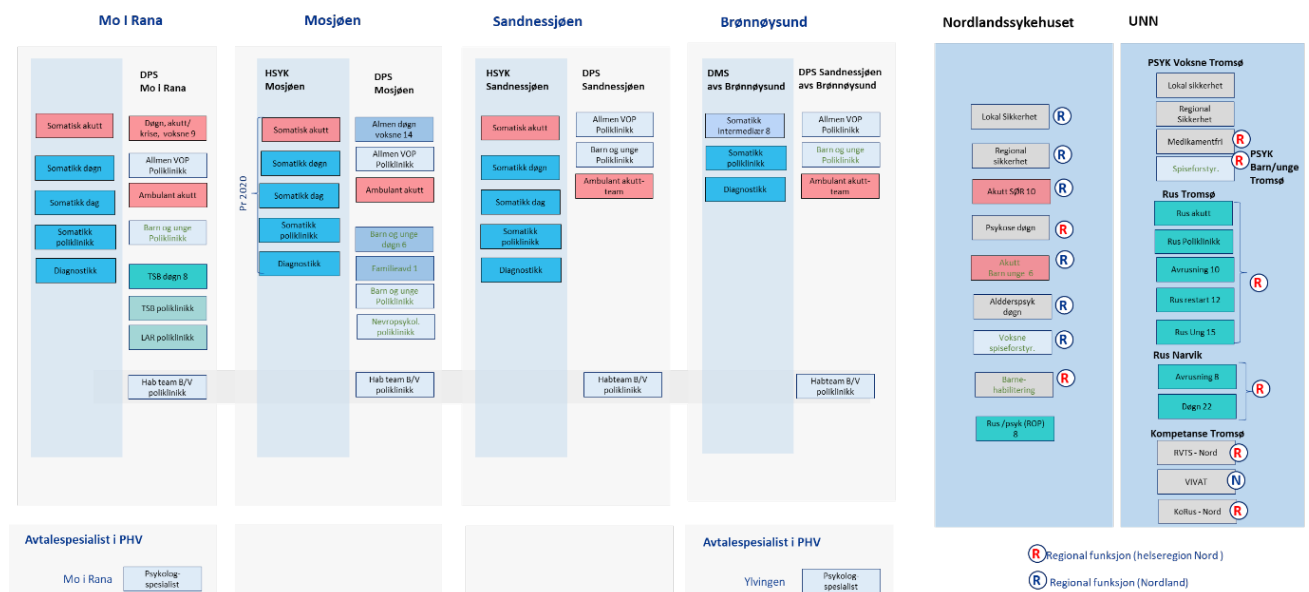 Mo I Rana
DPS
Mo I Rana
Somatisk akutt
Somatikk døgn
Somatikk dag
Somatikk
poliklinikk
Diagnostikk
Døgn, akutt/
krise, voksne 9
Allmen VOP
Poliklinikk
Ambulant akutt
Barn og unge
Poliklinikk
TSB døgn 8
TSB poliklinikk
LAR poliklinikk
Hab team B/V
poliklinikk
Mosjøen
HSYK
Mosjøen
DPS
Mosjøen
Pr 2020
Somatisk akutt
Somatikk døgn
Somatikk dag
Somatikk
poliklinikk
Diagnostikk
Almen døgn
voksne 14
Allmen VOP
Poliklinikk
Ambulant akutt
Barn og unge
døgn 6
Familieavd 1
Barn og unge
Poliklinikk
Nevropsykol.
poliklinikk
Hab team B/V
poliklinikk
Sandnessjøen
HSYK
Sandnessjøen
DPS
Sandnessjøen
Somatisk akutt
Somatikk døgn
Somatikk dag
Somatikk
poliklinikk
Diagnostikk
Allmen VOP
Poliklinikk
Barn og unge
Poliklinikk
Ambulant akutt-
team
Habteam B/V
poliklinikk
Brønnøysund
DMS
avs Brønnøysund
DPS Sandnessjøen
avs Brønnøysund
Somatikk
intermediær 8
Somatikk
poliklinikk
Diagnostikk
Allmen VOP
Poliklinikk
Barn og unge
Poliklinikk
Ambulant akutt-
team
Habteam B/V
poliklinikk
Nordlandssykehuset
Lokal Sikkerhet
R
Regional
sikkerhet
R
Akutt SØR 10
R
Psykose døgn
R
Akutt
Barn unge 6
R
Aldderspsyk
døgn
R
Voksne
spiseforstyr.
R
Barne-
habilitering
R
Rus /psyk (ROP)
8
UNN
PSYK Voksne Tromsø
Lokal sikkerhet
Regional
Sikkerhet
Medikamentfri
R
Spiseforstyr.
R
PSYK
Barn/unge
Tromsø
Rus Tromsø
Rus akutt
Rus Poliklinikk
Avrusning 10
Rus restart 12
Rus Ung 15
R
Rus Narvik
Avrusning 8
Døgn 22
R
Kompetanse Tromsø
RVTS - Nord
R
VIVAT
N
KoRus - Nord
R
Avtalespesialist i PHV
Mo i Rana
Psykolog-
spesialist
Avtalespesialist i PHV
Ylvingen
Psykolog-
spesialist
R Regional funksjon (helseregion Nord )
R Regional funksjon (Nordland)